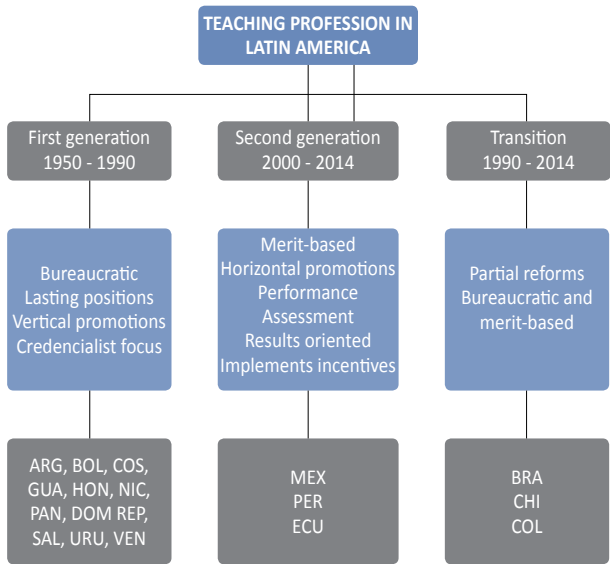 TEACHING PROFESSION IN
LATIN AMERICA
First generation
1950 - 1990
Second generation
2000 - 2014
Transition
1990 - 2014
Bureaucratic
Lasting positions
Vertical promotions
Credencialist focus
Merit-based
Horizontal promotions
Performance
Assessment
Results oriented
Implements incentives
Partial reforms
Bureaucratic and
merit-based
ARG, BOL, COS,
GUA, HON, NIC,
PAN, DOM REP,
SAL, URU, VEN
MEX
PER
ECU
BRA
CHI
COL